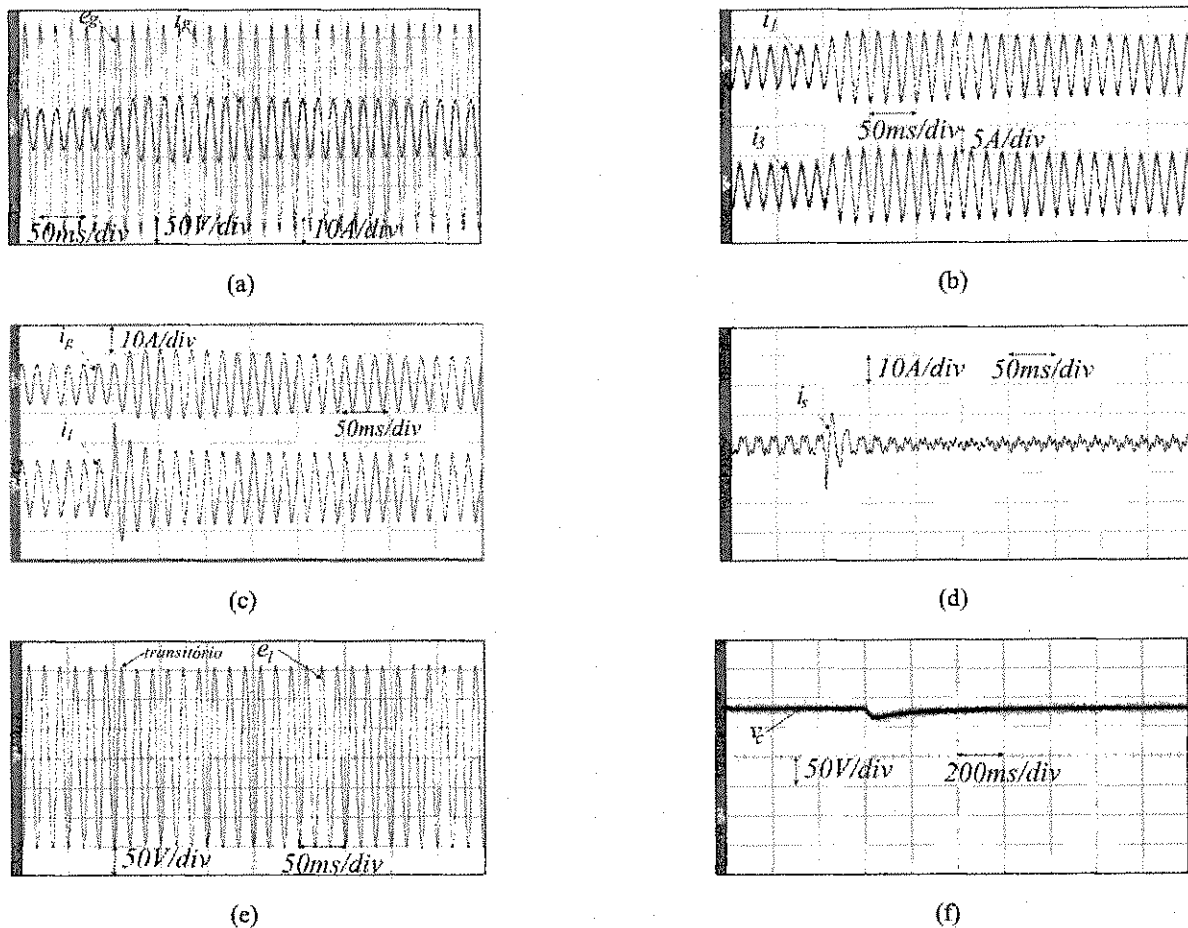 e_g i_g
50ms/div 50V/div 10A/div
(a)
i_1
50ms/div
i_3
5A/div
(b)
i_g
10A/div
i_l
50ms/div
(c)
10A/div 50ms/div
i_s
(d)
transitório e_l
50V/div 50ms/div
(e)
v_c
50V/div 200ms/div
(f)